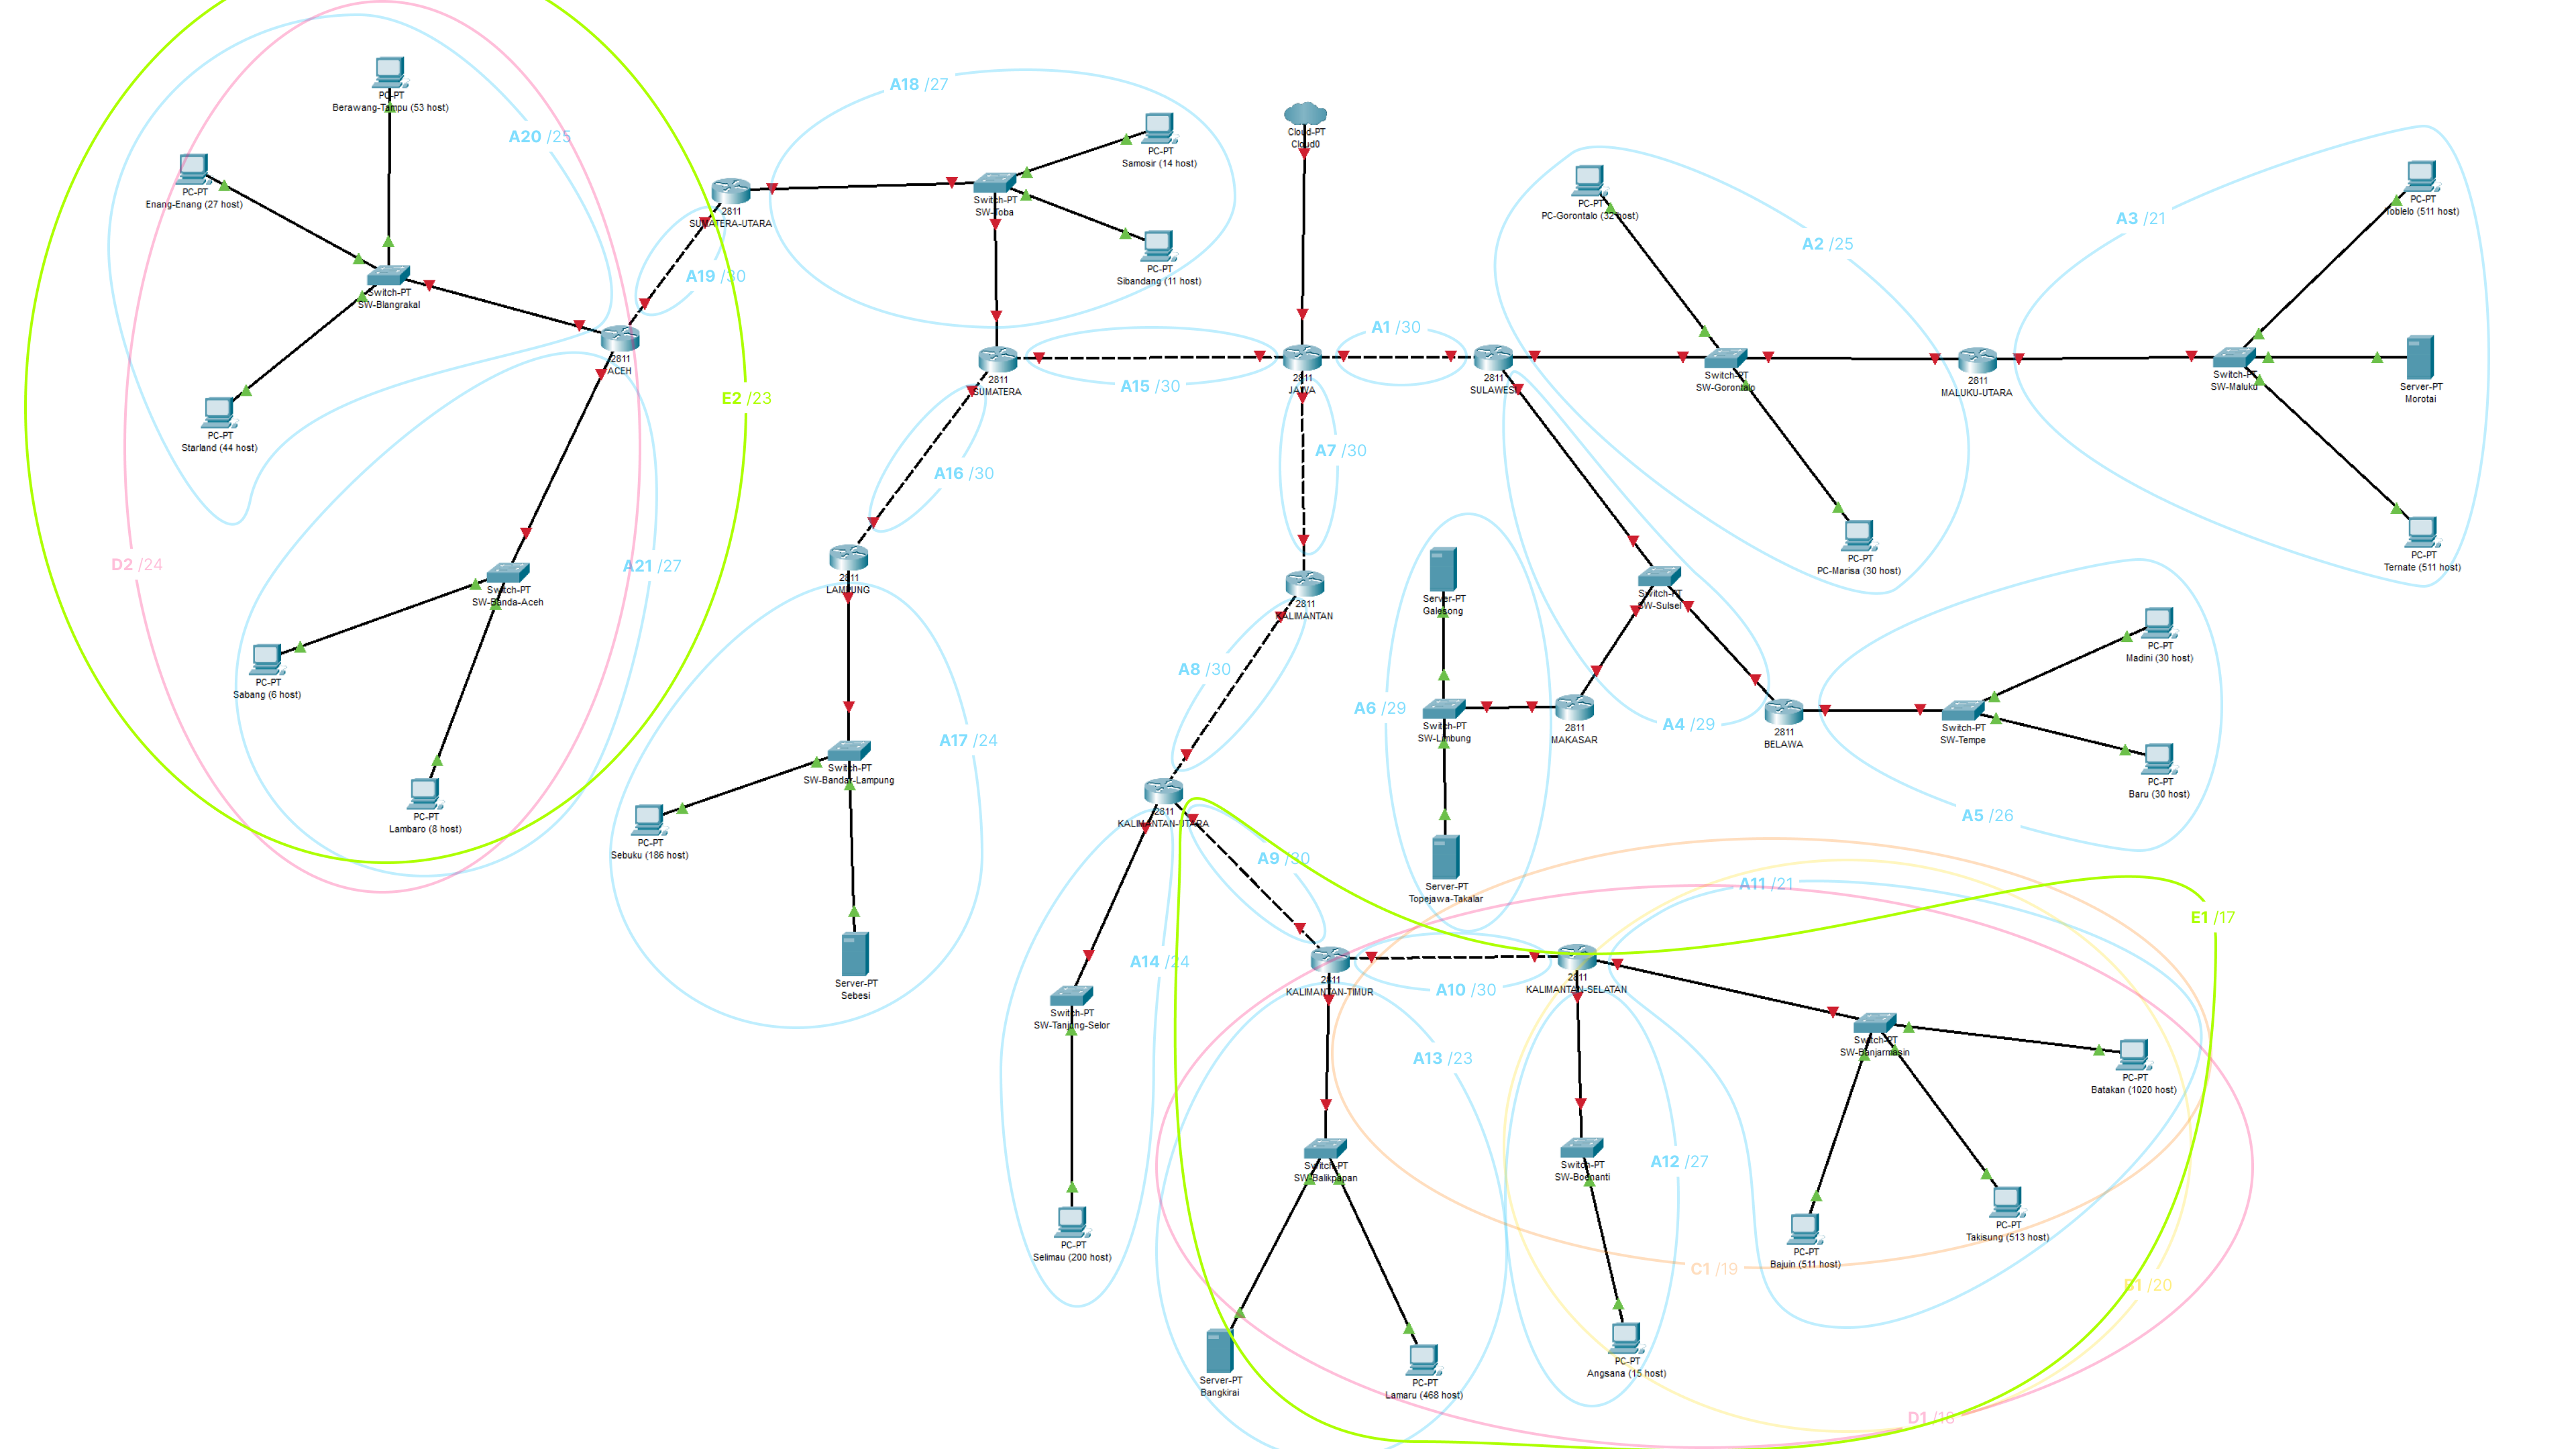 PC-PT
Berawang-Tampu (53 host)
A20 /25
PC-PT
Enang-Enang (27 host)
Switch-PT
SW-Blangrakal
PC-PT
Starland (44 host)
2811
ACEH
A19 /30
2811
SUMATERA-UTARA
E2 /23
D2 /24
A21 /27
Switch-PT
SW-Banda-Aceh
PC-PT
Sabang (6 host)
PC-PT
Lambaro (8 host)
A18 /27
Switch-PT
SW-Toba
PC-PT
Samosir (14 host)
PC-PT
Sibandang (11 host)
2811
SUMATERA
A15 /30
A16 /30
2811
LAMPUNG
A17 /24
Switch-PT
SW-Bandar-Lampung
PC-PT
Sebuku (186 host)
Server-PT
Sebesi
Cloud-PT
Cloud0
2811
JAWA
A1 /30
A7 /30
2811
KALIMANTAN
A8 /30
2811
KALIMANTAN-UTARA
A9 /30
A14 /24
Switch-PT
SW-Tanjung-Selor
PC-PT
Selimau (200 host)
2811
SULAWESI
PC-PT
PC-Gorontalo (32 host)
A2 /25
Switch-PT
SW-Gorontalo
PC-PT
PC-Marisa (30 host)
2811
MALUKU-UTARA
A3 /21
Switch-PT
SW-Maluku
PC-PT
Toblelo (511 host)
Server-PT
Morotai
PC-PT
Ternate (511 host)
Switch-PT
SW-Sulsel
A4 /29
2811
MAKASAR
2811
BELAWA
A6 /29
Server-PT
Galesong
Switch-PT
SW-Limbung
Server-PT
Topejawa-Takalar
Switch-PT
SW-Tempe
PC-PT
Madini (30 host)
PC-PT
Baru (30 host)
A5 /26
A11 /21
E1 /17
2811
KALIMANTAN-TIMUR
A10 /30
2811
KALIMANTAN-SELATAN
A13 /23
Switch-PT
SW-Balikpapan
Server-PT
Bangkirai
PC-PT
Lamaru (468 host)
A12 /27
Switch-PT
SW-Boenanti
PC-PT
Angsana (15 host)
Switch-PT
SW-Banjarmasin
PC-PT
Batakan (1020 host)
PC-PT
Takisung (513 host)
PC-PT
Bajuin (511 host)
C1 /19
B1 /20
D1 /18